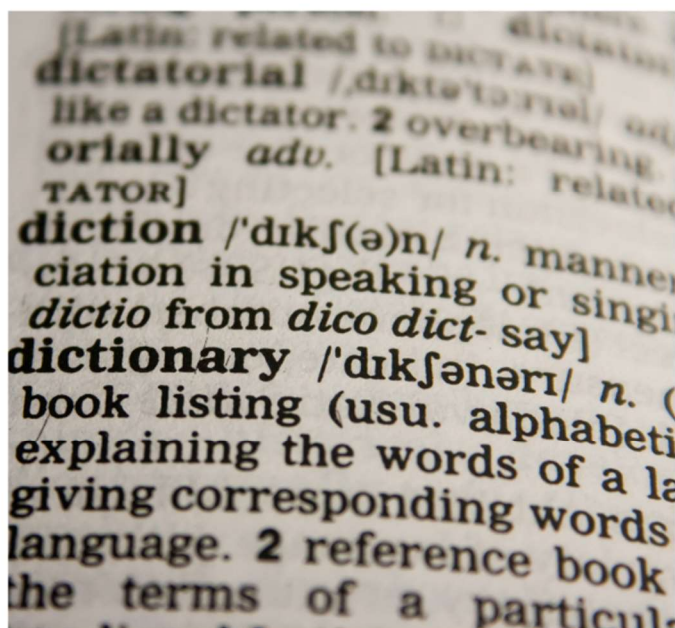 [Latin: related to DICTATE]
dictatorial /ˌdɪktəˈtɔːrɪəl/
like a dictator. 2 overbearing.
orially adv. [Latin: related
TATOR]
diction /ˈdɪkʃ(ə)n/ n. manner
ciation in speaking or singi
dictio from dico dict- say]
dictionary /ˈdɪkʃənərɪ/ n. (
book listing (usu. alphabeti
explaining the words of a la
giving corresponding words
language. 2 reference book
the terms of a particula